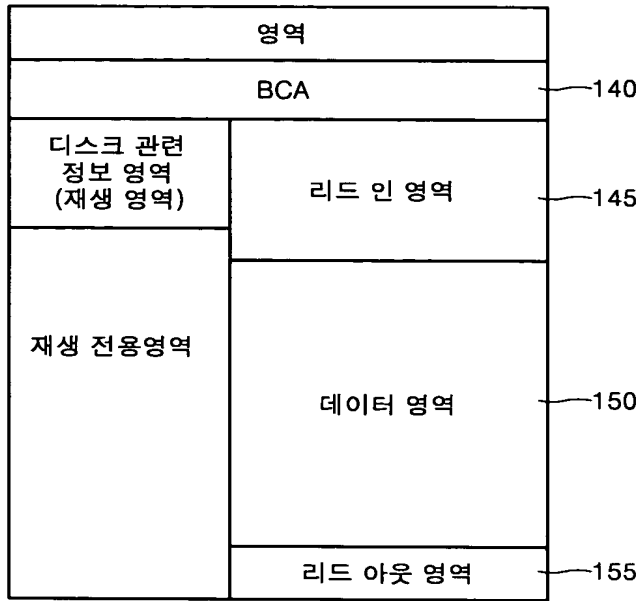 영역
BCA
140
디스크 관련
정보 영역
(재생 영역)
리드 인 영역
145
재생 전용영역
데이터 영역
150
리드 아웃 영역
155